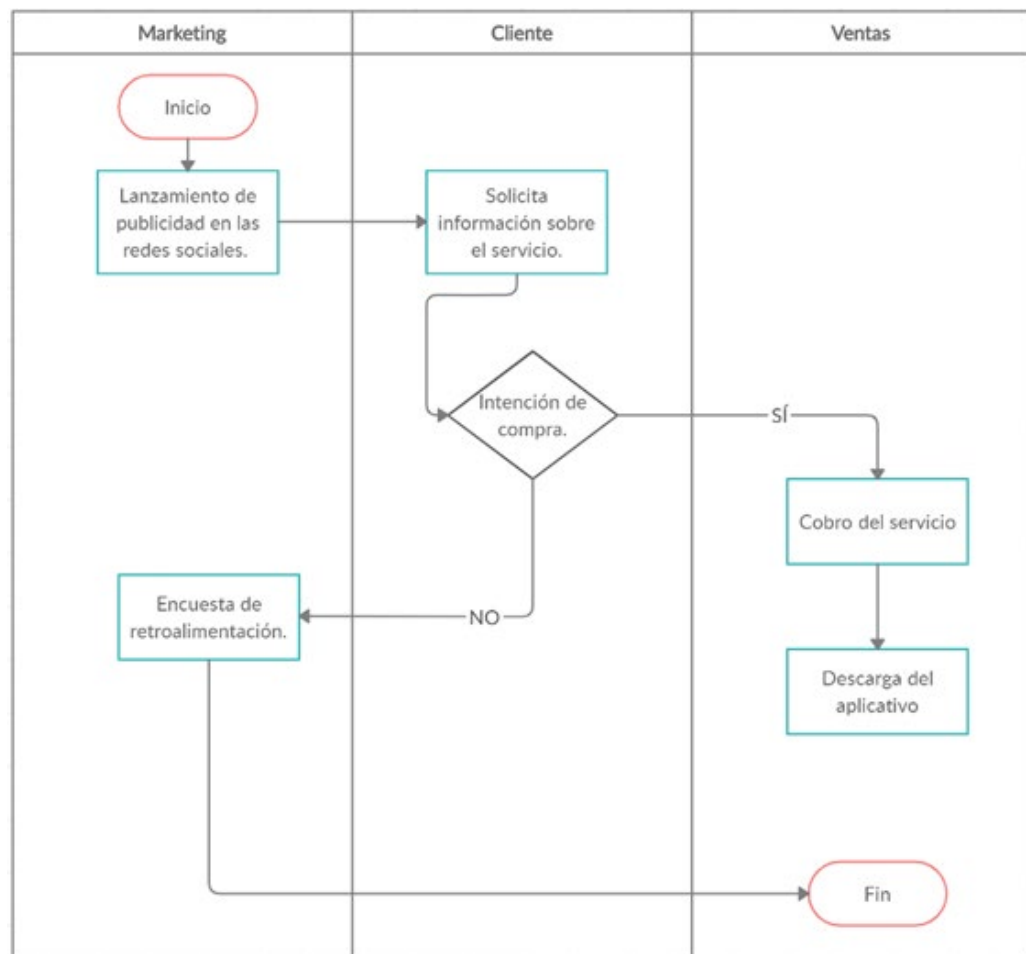 Marketing
Cliente
Ventas
Inicio
Lanzamiento de
publicidad en las
redes sociales.
Solicita
información sobre
el servicio.
Intención de
compra.
SÍ
Cobro del servicio
NO
Encuesta de
retroalimentación.
Descarga del
aplicativo
Fin